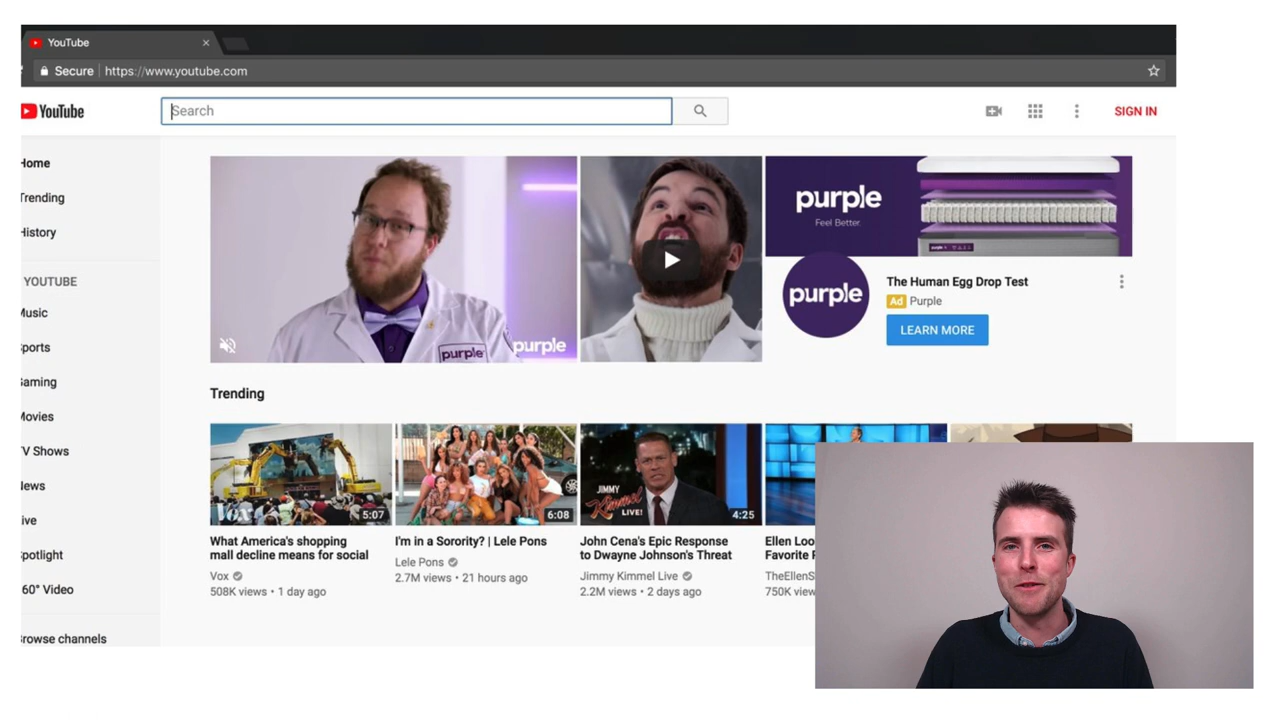 YouTube
Secure https://www.youtube.com
YouTube
Search
SIGN IN
Home
Trending
History
YOUTUBE
Music
Sports
Gaming
Movies
TV Shows
News
Live
Spotlight
360° Video
Browse channels
purple
purple
purple
Feel Better.
purple
The Human Egg Drop Test
Ad Purple
LEARN MORE
Trending
Vox
5:07
What America's shopping
mall decline means for social
Vox
508K views • 1 day ago
6:08
I'm in a Sorority? | Lele Pons
Lele Pons
2.7M views • 21 hours ago
JIMMY
Kimmel
LIVE!
4:25
John Cena's Epic Response
to Dwayne Johnson's Threat
Jimmy Kimmel Live
2.2M views • 2 days ago
Ellen Loo
Favorite
TheEllenS
750K view